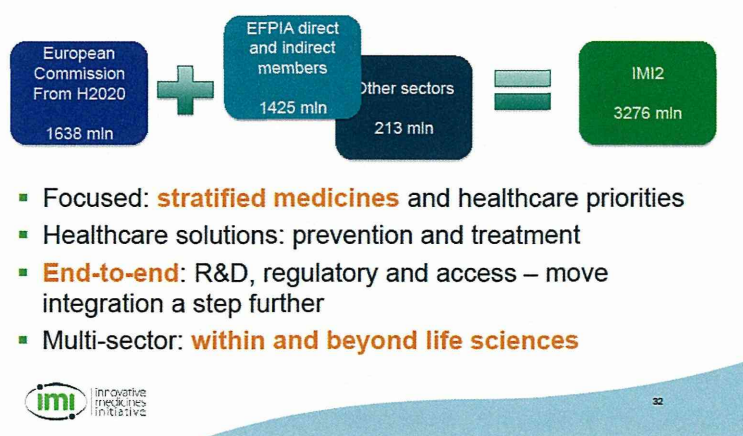 European
Commission
From H2020
1638 mln
EFPIA direct
and indirect
members
1425 mln
Other sectors
213 mln
IMI2
3276 mln
Focused: stratified medicines and healthcare priorities
Healthcare solutions: prevention and treatment
End-to-end: R&D, regulatory and access – move
integration a step further
Multi-sector: within and beyond life sciences
imi
innovative
medicines
initiative
32